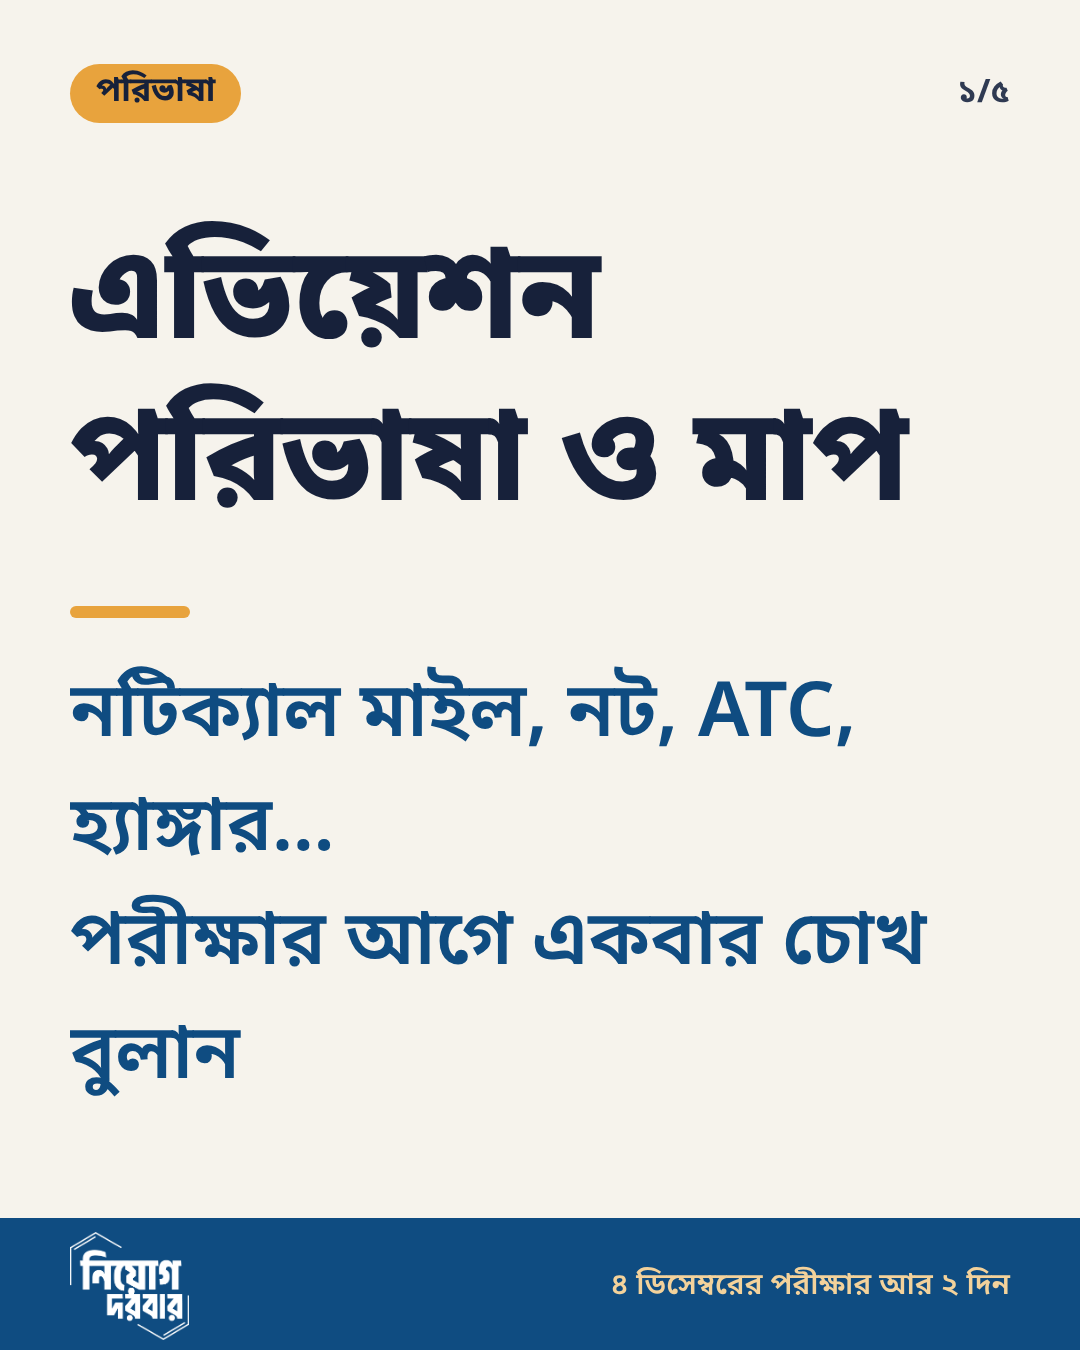 পরিভাষা
১/৫
এভিয়েশন
পরিভাষা ও মাপ
নটিক্যাল মাইল, নট, ATC,
হ্যাঙ্গার...
পরীক্ষার আগে একবার চোখ
বুলান
নিয়োগ
দরবার
৪ ডিসেম্বরের পরীক্ষার আর ২ দিন